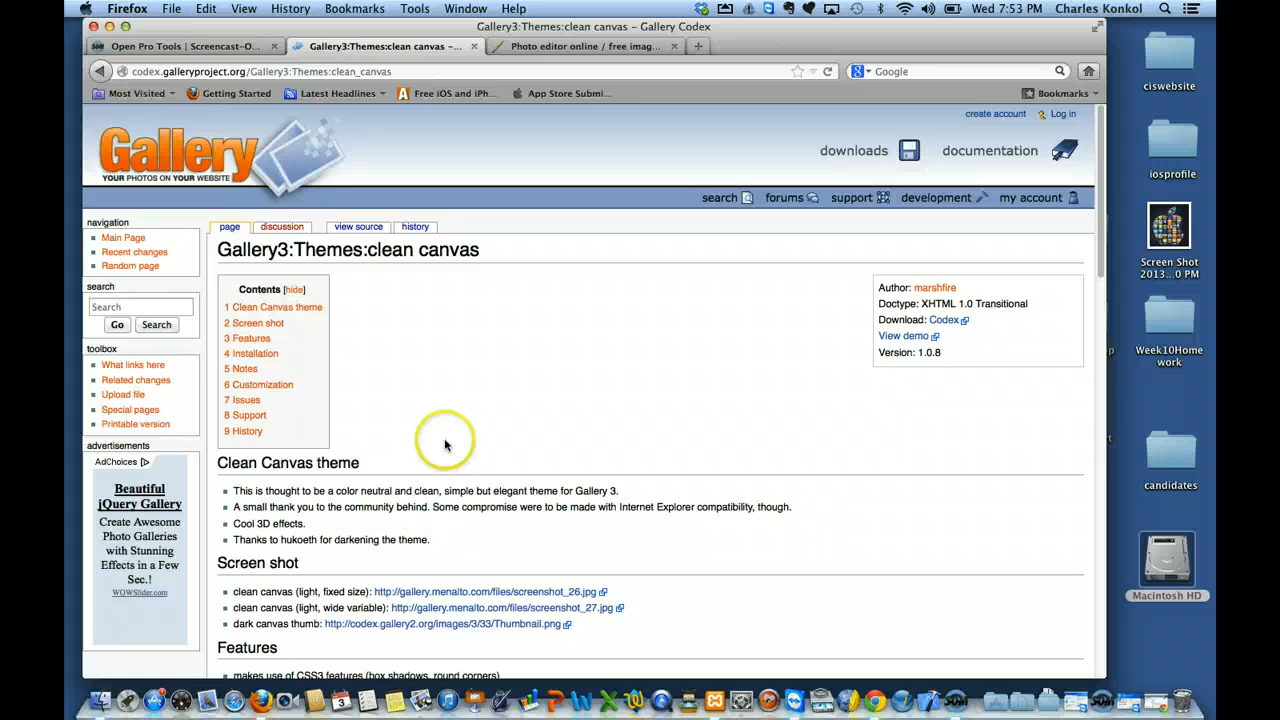 Firefox File Edit View History Bookmarks Tools Window Help Wed 7:53 PM Charles Konkol
Gallery3:Themes:clean canvas - Gallery Codex
Open Pro Tools | Screencast-O... Gallery3:Themes:clean canvas -... Photo editor online / free imag...
codex.galleryproject.org/Gallery3:Themes:clean_canvas Google
Most Visited Getting Started Latest Headlines Free iOS and iPh... App Store Submi... Bookmarks
create account Log in
Gallery
YOUR PHOTOS ON YOUR WEBSITE
downloads documentation
search forums support development my account
navigation
Main Page
Recent changes
Random page
search
Search
Go Search
toolbox
What links here
Related changes
Upload file
Special pages
Printable version
advertisements
AdChoices
Beautiful
jQuery Gallery
Create Awesome
Photo Galleries
with Stunning
Effects in a Few
Sec.!
WOWSlider.com
page discussion view source history
Gallery3:Themes:clean canvas
Contents [hide]
1 Clean Canvas theme
2 Screen shot
3 Features
4 Installation
5 Notes
6 Customization
7 Issues
8 Support
9 History
Author: marshfire
Doctype: XHTML 1.0 Transitional
Download: Codex
View demo
Version: 1.0.8
Clean Canvas theme
This is thought to be a color neutral and clean, simple but elegant theme for Gallery 3.
A small thank you to the community behind. Some compromise were to be made with Internet Explorer compatibility, though.
Cool 3D effects.
Thanks to hukoeth for darkening the theme.
Screen shot
clean canvas (light, fixed size): http://gallery.menalto.com/files/screenshot_26.jpg
clean canvas (light, wide variable): http://gallery.menalto.com/files/screenshot_27.jpg
dark canvas thumb: http://codex.gallery2.org/images/3/33/Thumbnail.png
Features
makes use of CSS3 features (box shadows, round corners)
ciswebsite
iosprofile
Screen Shot
2013...0 PM
Week10Home
work
candidates
Macintosh HD